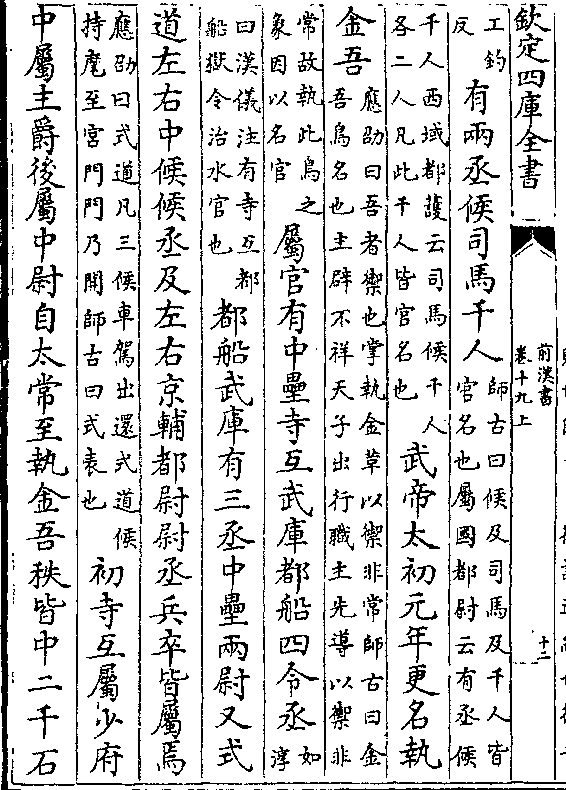 欽定四庫全書
前漢書
卷十九上
十二
工鈎
反
有兩丞候司馬千人
師古曰候及司馬及千人皆
官名也屬國都尉云有丞候
千人西域都護云司馬候千人
各二人凡此千人皆官名也
武帝太初元年更名執
金吾
應劭曰吾者禦也掌執金草以禦非常師古曰金
吾鳥名也主辟不祥天子出行職主先導以禦非
常故執此鳥之
象因以名官
屬官有中壘寺互武庫都船四令丞
如
淳
曰漢儀注有寺互都
船獄令治水官也
都船武庫有三丞中壘兩尉又式
道左右中候候丞及左右京輔都尉尉丞兵卒皆屬焉
應劭曰式道凡三候車駕出還式道候
持麾至宮門門乃開師古曰式表也
初寺互屬少府
中屬主爵後屬中尉自太常至執金吾秩皆中二千石